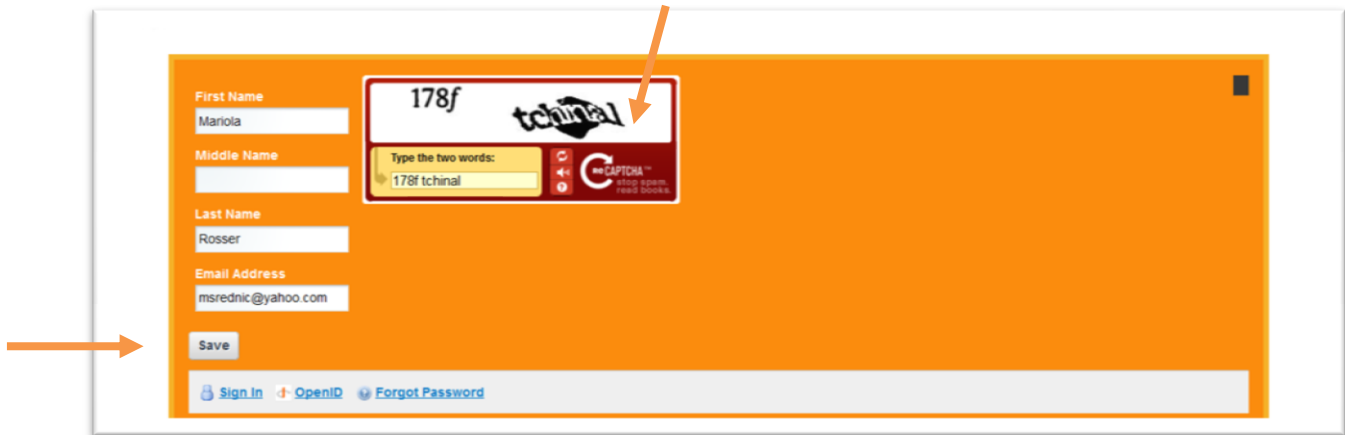 First Name
Mariola
Middle Name
Last Name
Rosser
Email Address
msrednic@yahoo.com
Save
178f tchinal
Type the two words:
178f tchinal
reCAPTCHA™
stop spam.
read books.
Sign In OpenID Forgot Password